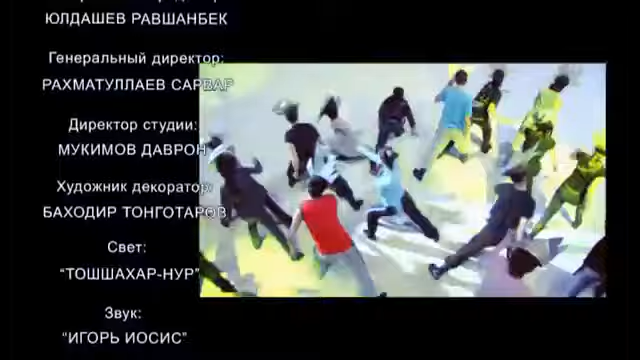 ЮЛДАШЕВ РАВШАНБЕК
Генеральный директор:
РАХМАТУЛЛАЕВ САРВАР
Директор студии:
МУКИМОВ ДАВРОН
Художник декоратор:
БАХОДИР ТОНГОТАРОВ
Свет:
“ТОШШАХАР-НУР”
Звук:
“ИГОРЬ ИОСИС”